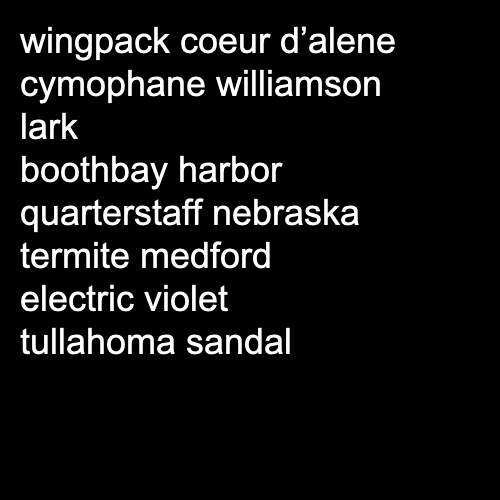 wingpack coeur d’alene
cymophane williamson
lark
boothbay harbor
quarterstaff nebraska
termite medford
electric violet
tullahoma sandal